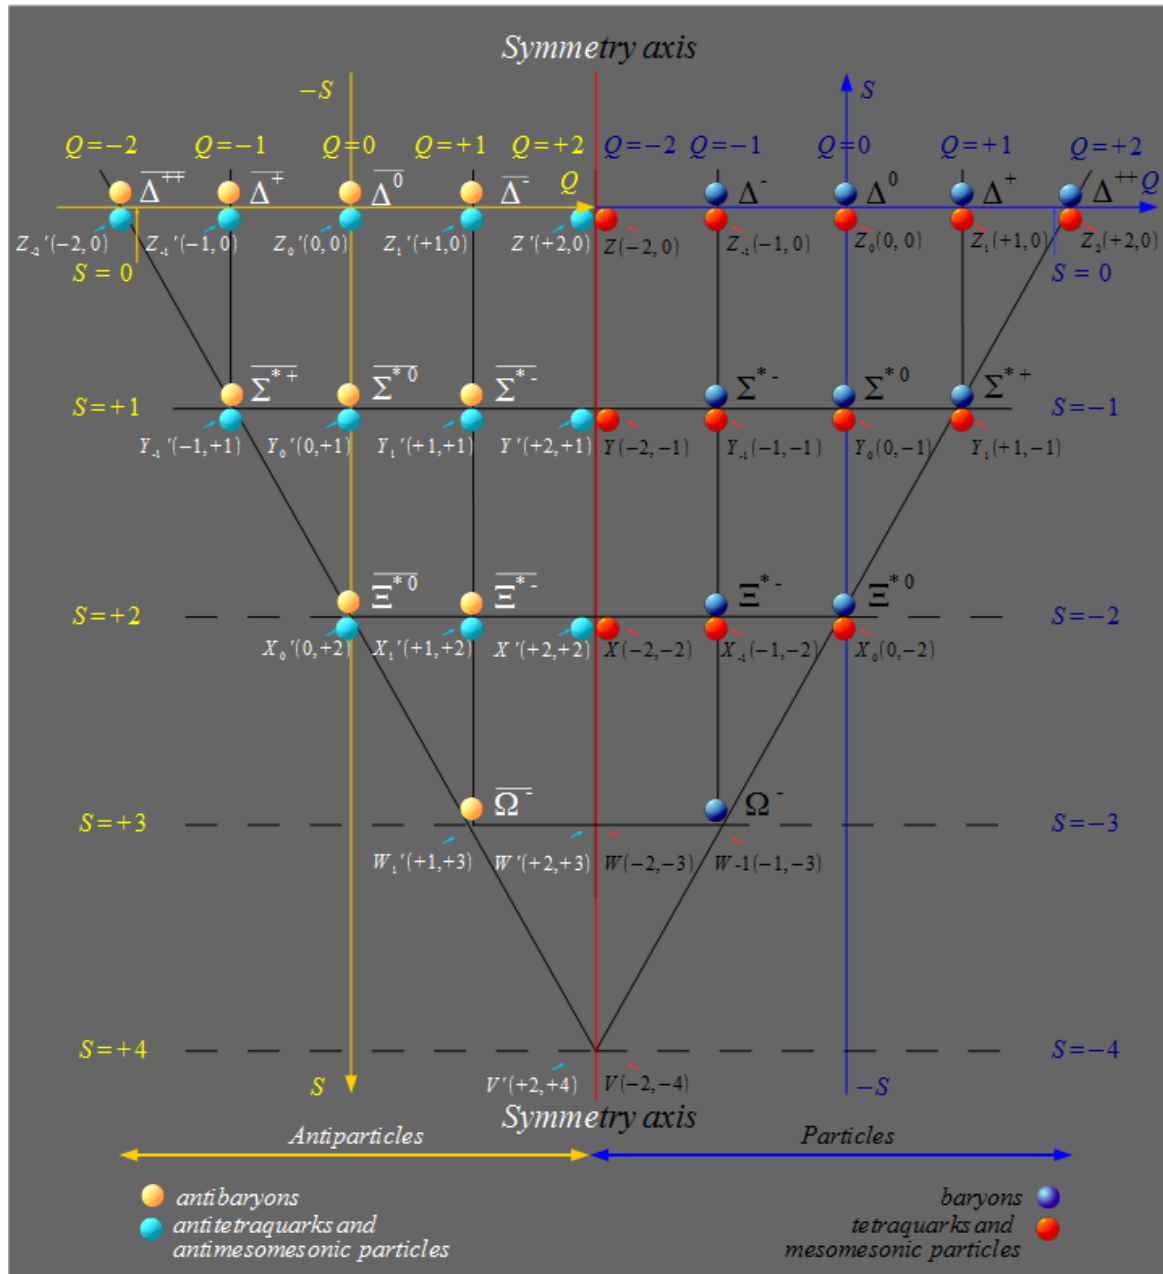 Symmetry axis
−S S
Q=−2 Q=−1 Q=0 Q=+1 Q=+2 Q=−2 Q=−1 Q=0 Q=+1 Q=+2
Δ̅⁺⁺ Δ̅⁺ Δ̅⁰ Δ̅⁻ Q Δ⁻ Δ⁰ Δ⁺ Δ⁺⁺ Q
Z₋₂′(−2,0) Z₋₁′(−1,0) Z₀′(0,0) Z₁′(+1,0) Z′(+2,0) Z(−2,0) Z₋₁(−1,0) Z₀(0,0) Z₁(+1,0) Z₂(+2,0)
S=0 S=0
S=+1 Σ̅*⁺ Σ̅*⁰ Σ̅*⁻ Σ*⁻ Σ*⁰ Σ*⁺ S=−1
Y₋₁′(−1,+1) Y₀′(0,+1) Y₁′(+1,+1) Y′(+2,+1) Y(−2,−1) Y₋₁(−1,−1) Y₀(0,−1) Y₁(+1,−1)
S=+2 Ξ̅*⁰ Ξ̅*⁻ Ξ*⁻ Ξ*⁰ S=−2
X₀′(0,+2) X₁′(+1,+2) X′(+2,+2) X(−2,−2) X₋₁(−1,−2) X₀(0,−2)
S=+3 Ω̅⁻ Ω⁻ S=−3
W₁′(+1,+3) W′(+2,+3) W(−2,−3) W-1(−1,−3)
S=+4 S=−4
S V′(+2,+4) V(−2,−4) −S
Symmetry axis
Antiparticles Particles
antibaryons baryons
antitetraquarks and tetraquarks and
antimesomesonic particles mesomesonic particles